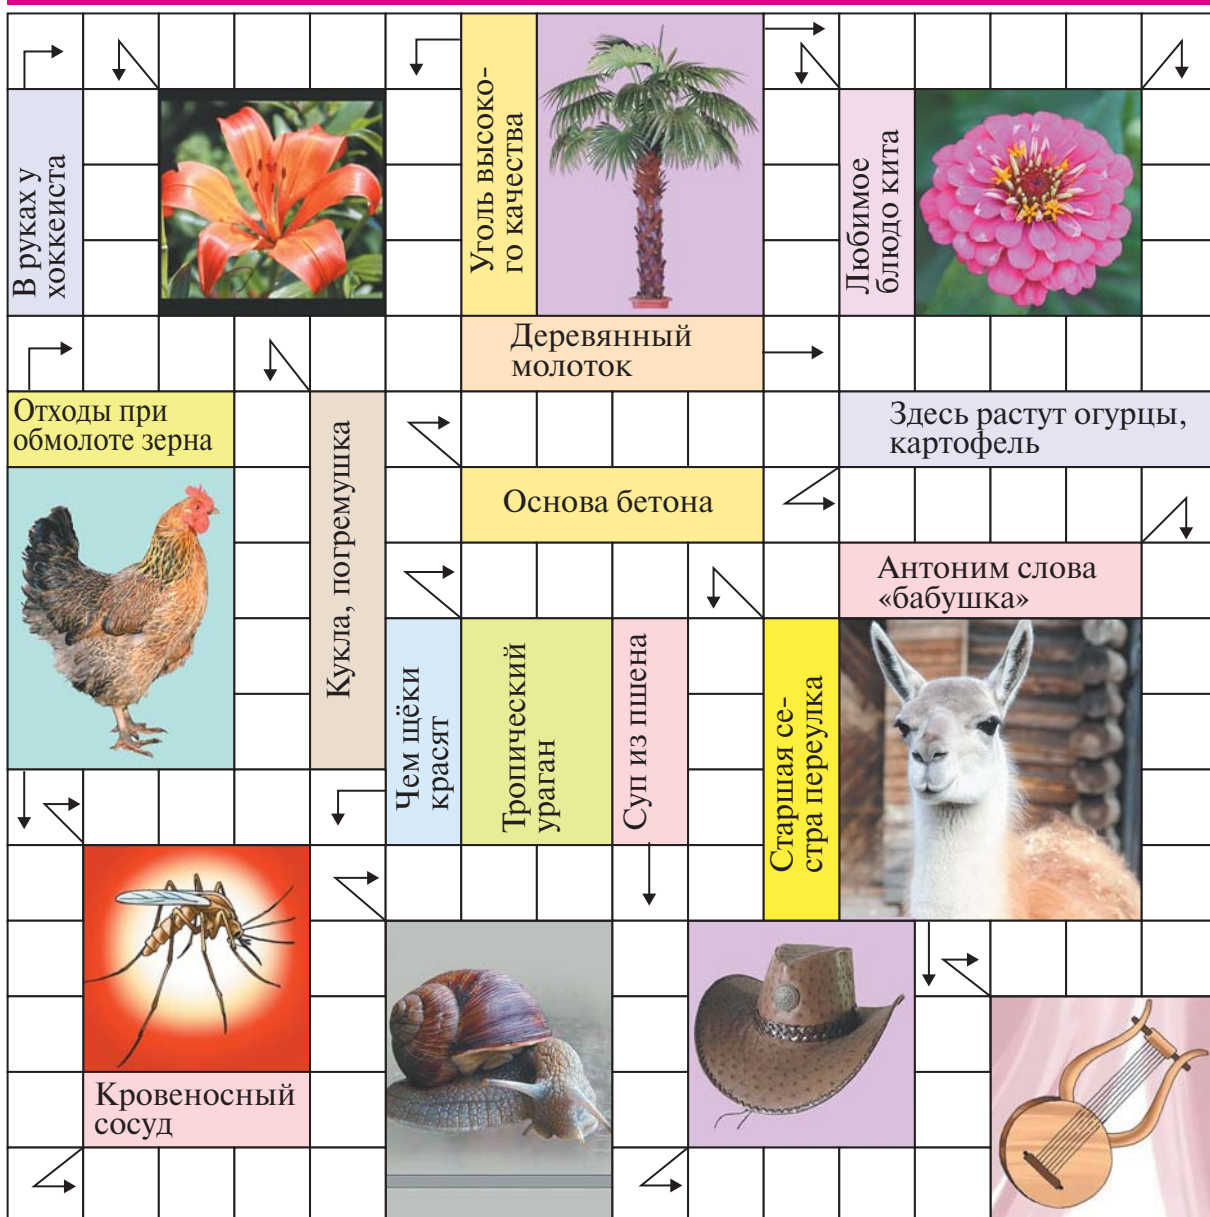 В руках у
хоккеиста
Уголь высоко-
го качества
Любимое
блюдо кита
Деревянный
молоток
Отходы при
обмолоте зерна
Кукла, погремушка
Здесь растут огурцы,
картофель
Основа бетона
Антоним слова
«бабушка»
Чем щёки
красят
Тропический
ураган
Суп из пшена
Старшая се-
стра переулка
Кровеносный
сосуд